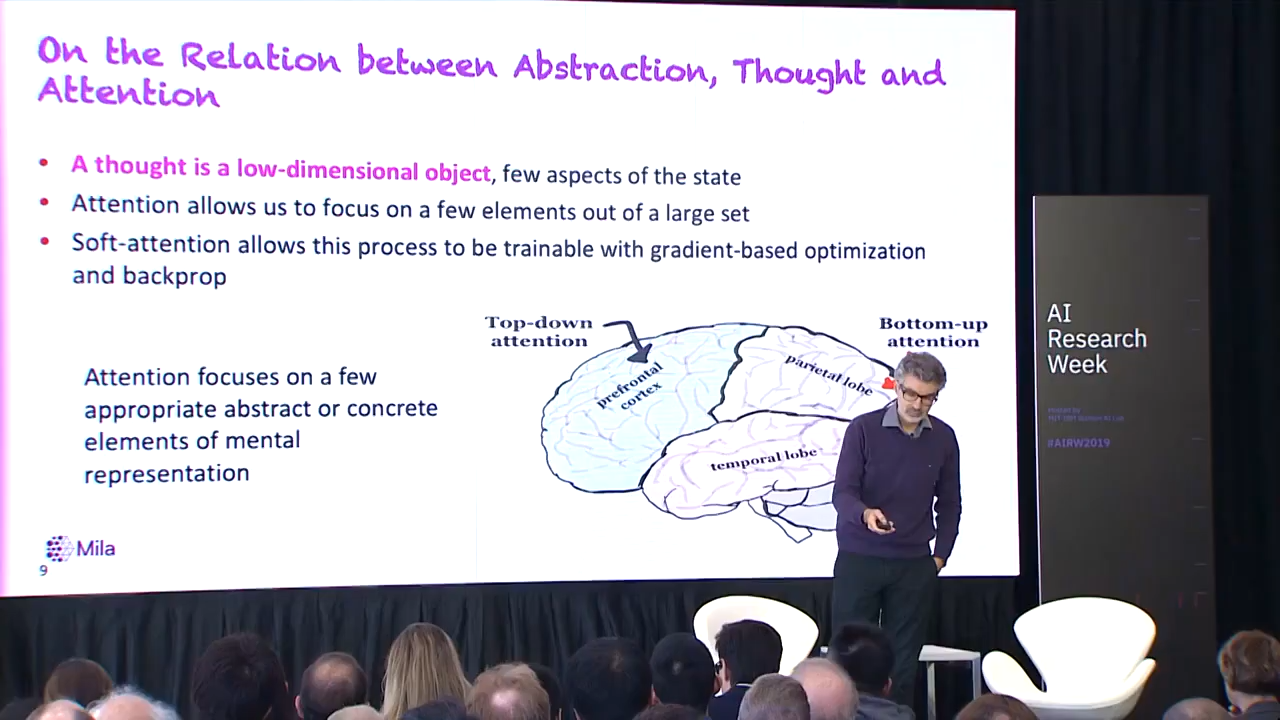 On the Relation between Abstraction, Thought and
Attention
• A thought is a low-dimensional object, few aspects of the state
• Attention allows us to focus on a few elements out of a large set
• Soft-attention allows this process to be trainable with gradient-based optimization
and backprop
Top-down
attention
Bottom-up
attention
prefrontal
cortex
parietal lobe
temporal lobe
Attention focuses on a few
appropriate abstract or concrete
elements of mental
representation
Mila
9
AI
Research
Week
#AIRW2019